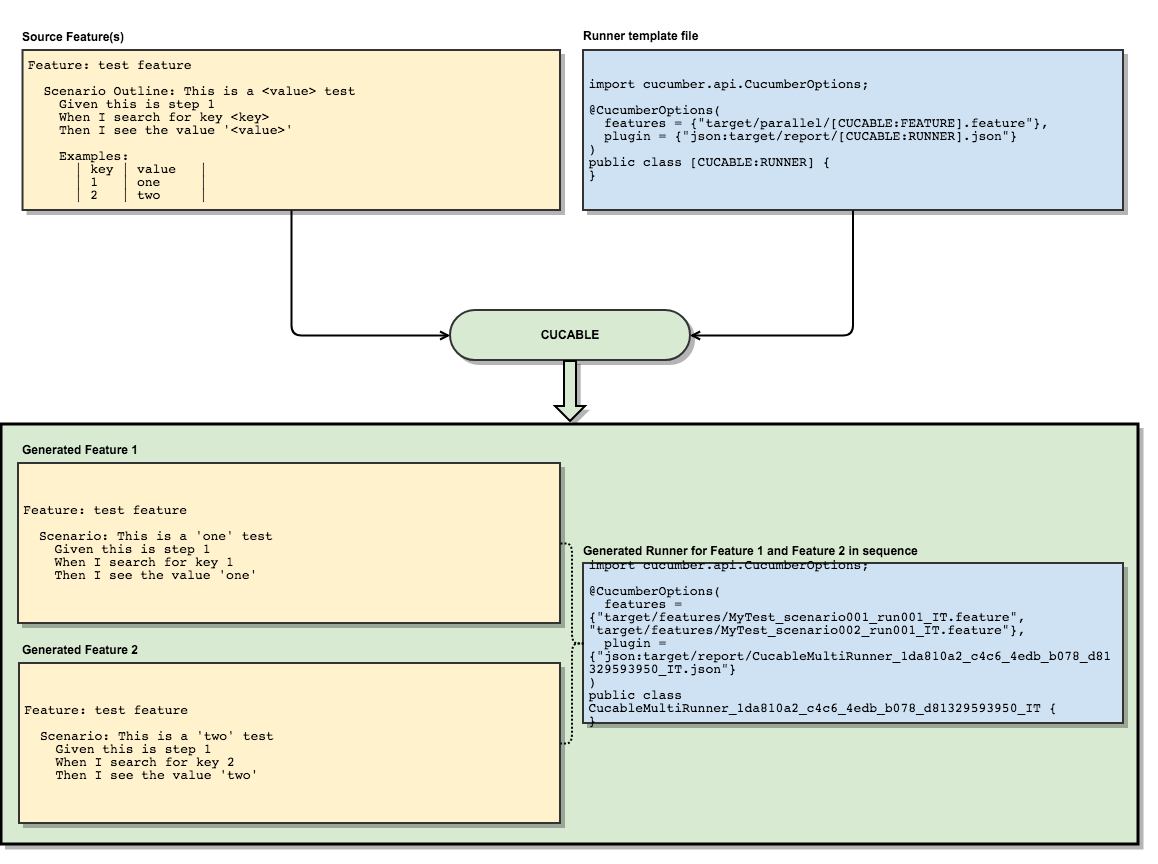 Source Feature(s)
Feature: test feature
Scenario Outline: This is a <value> test
Given this is step 1
When I search for key <key>
Then I see the value '<value>'
Examples:
| key | value |
| 1 | one |
| 2 | two |
Runner template file
import cucumber.api.CucumberOptions;
@CucumberOptions(
features = {"target/parallel/[CUCABLE:FEATURE].feature"},
plugin = {"json:target/report/[CUCABLE:RUNNER].json"}
)
public class [CUCABLE:RUNNER] {
}
CUCABLE
Generated Feature 1
Feature: test feature
Scenario: This is a 'one' test
Given this is step 1
When I search for key 1
Then I see the value 'one'
Generated Feature 2
Feature: test feature
Scenario: This is a 'two' test
Given this is step 1
When I search for key 2
Then I see the value 'two'
Generated Runner for Feature 1 and Feature 2 in sequence
import cucumber.api.CucumberOptions;
@CucumberOptions(
features =
{"target/features/MyTest_scenario001_run001_IT.feature",
"target/features/MyTest_scenario002_run001_IT.feature"},
plugin =
{"json:target/report/CucableMultiRunner_1da810a2_c4c6_4edb_b078_d81
329593950_IT.json"}
)
public class
CucableMultiRunner_1da810a2_c4c6_4edb_b078_d81329593950_IT {
}